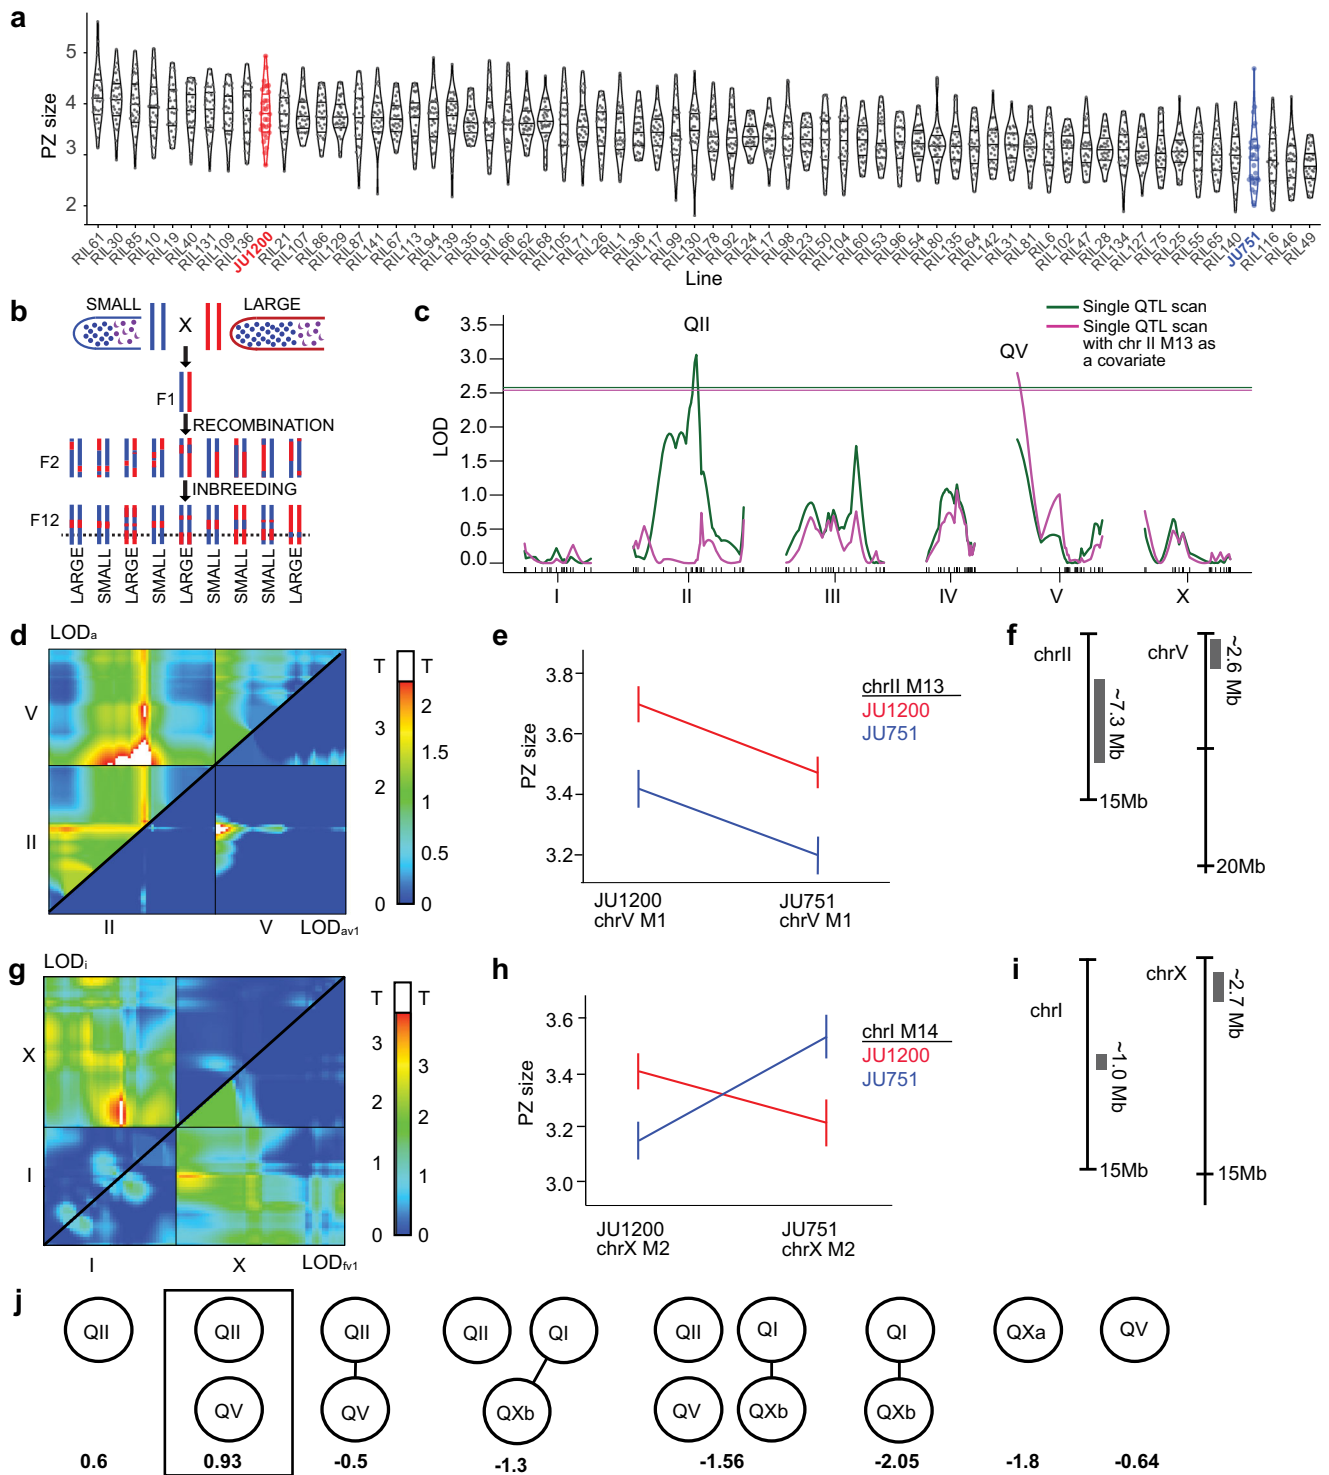 a
PZ size
5
4
3
2
RIL61 RIL30 RIL85 RIL10 RIL19 RIL40 RIL131 RIL109 RIL136 JU1200 RIL21 RIL107 RIL86 RIL129 RIL87 RIL141 RIL67 RIL113 RIL94 RIL139 RIL35 RIL91 RIL66 RIL62 RIL68 RIL105 RIL71 RIL26 RIL1 RIL36 RIL117 RIL99 RIL30 RIL78 RIL92 RIL24 RIL17 RIL98 RIL23 RIL50 RIL104 RIL60 RIL53 RIL96 RIL54 RIL80 RIL135 RIL64 RIL42 RIL31 RIL81 RIL6 RIL102 RIL47 RIL28 RIL134 RIL127 RIL75 RIL25 RIL55 RIL65 RIL140 JU751 RIL116 RIL46 RIL49
Line
b
SMALL
X
LARGE
F1
RECOMBINATION
F2
INBREEDING
F12
LARGE SMALL LARGE SMALL LARGE SMALL SMALL SMALL LARGE
c
Single QTL scan
Single QTL scan
with chr II M13 as
a covariate
QII
QV
LOD
3.5
3.0
2.5
2.0
1.5
1.0
0.5
0.0
I II III IV V X
d
LODa
V
II
II V LODav1
T T
3 2 0
2 1.5 1 0.5 0
e
PZ size
3.8
3.6
3.4
3.2
chrII M13
JU1200
JU751
JU1200 JU751
chrV M1 chrV M1
f
chrII
~7.3 Mb
15Mb
chrV
~2.6 Mb
20Mb
g
LODi
X
I
I X LODfv1
T T
3 2 1 0
3 2 1 0
h
PZ size
3.6
3.4
3.2
3.0
chrI M14
JU1200
JU751
JU1200 JU751
chrX M2 chrX M2
i
chrI
~1.0 Mb
15Mb
chrX
~2.7 Mb
15Mb
j
QII QII QII QII QI QII QI QI QXa QV
QV QV QXb QV QXb QXb
0.6 0.93 -0.5 -1.3 -1.56 -2.05 -1.8 -0.64